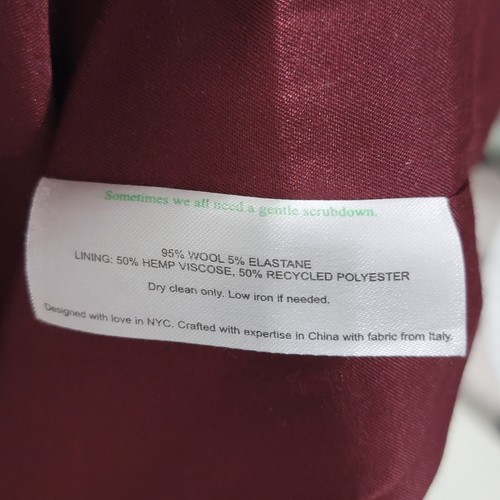 Sometimes we all need a gentle scrubdown.
95% WOOL 5% ELASTANE
LINING: 50% HEMP VISCOSE, 50% RECYCLED POLYESTER
Dry clean only. Low iron if needed.
Designed with love in NYC. Crafted with expertise in China with fabric from Italy.